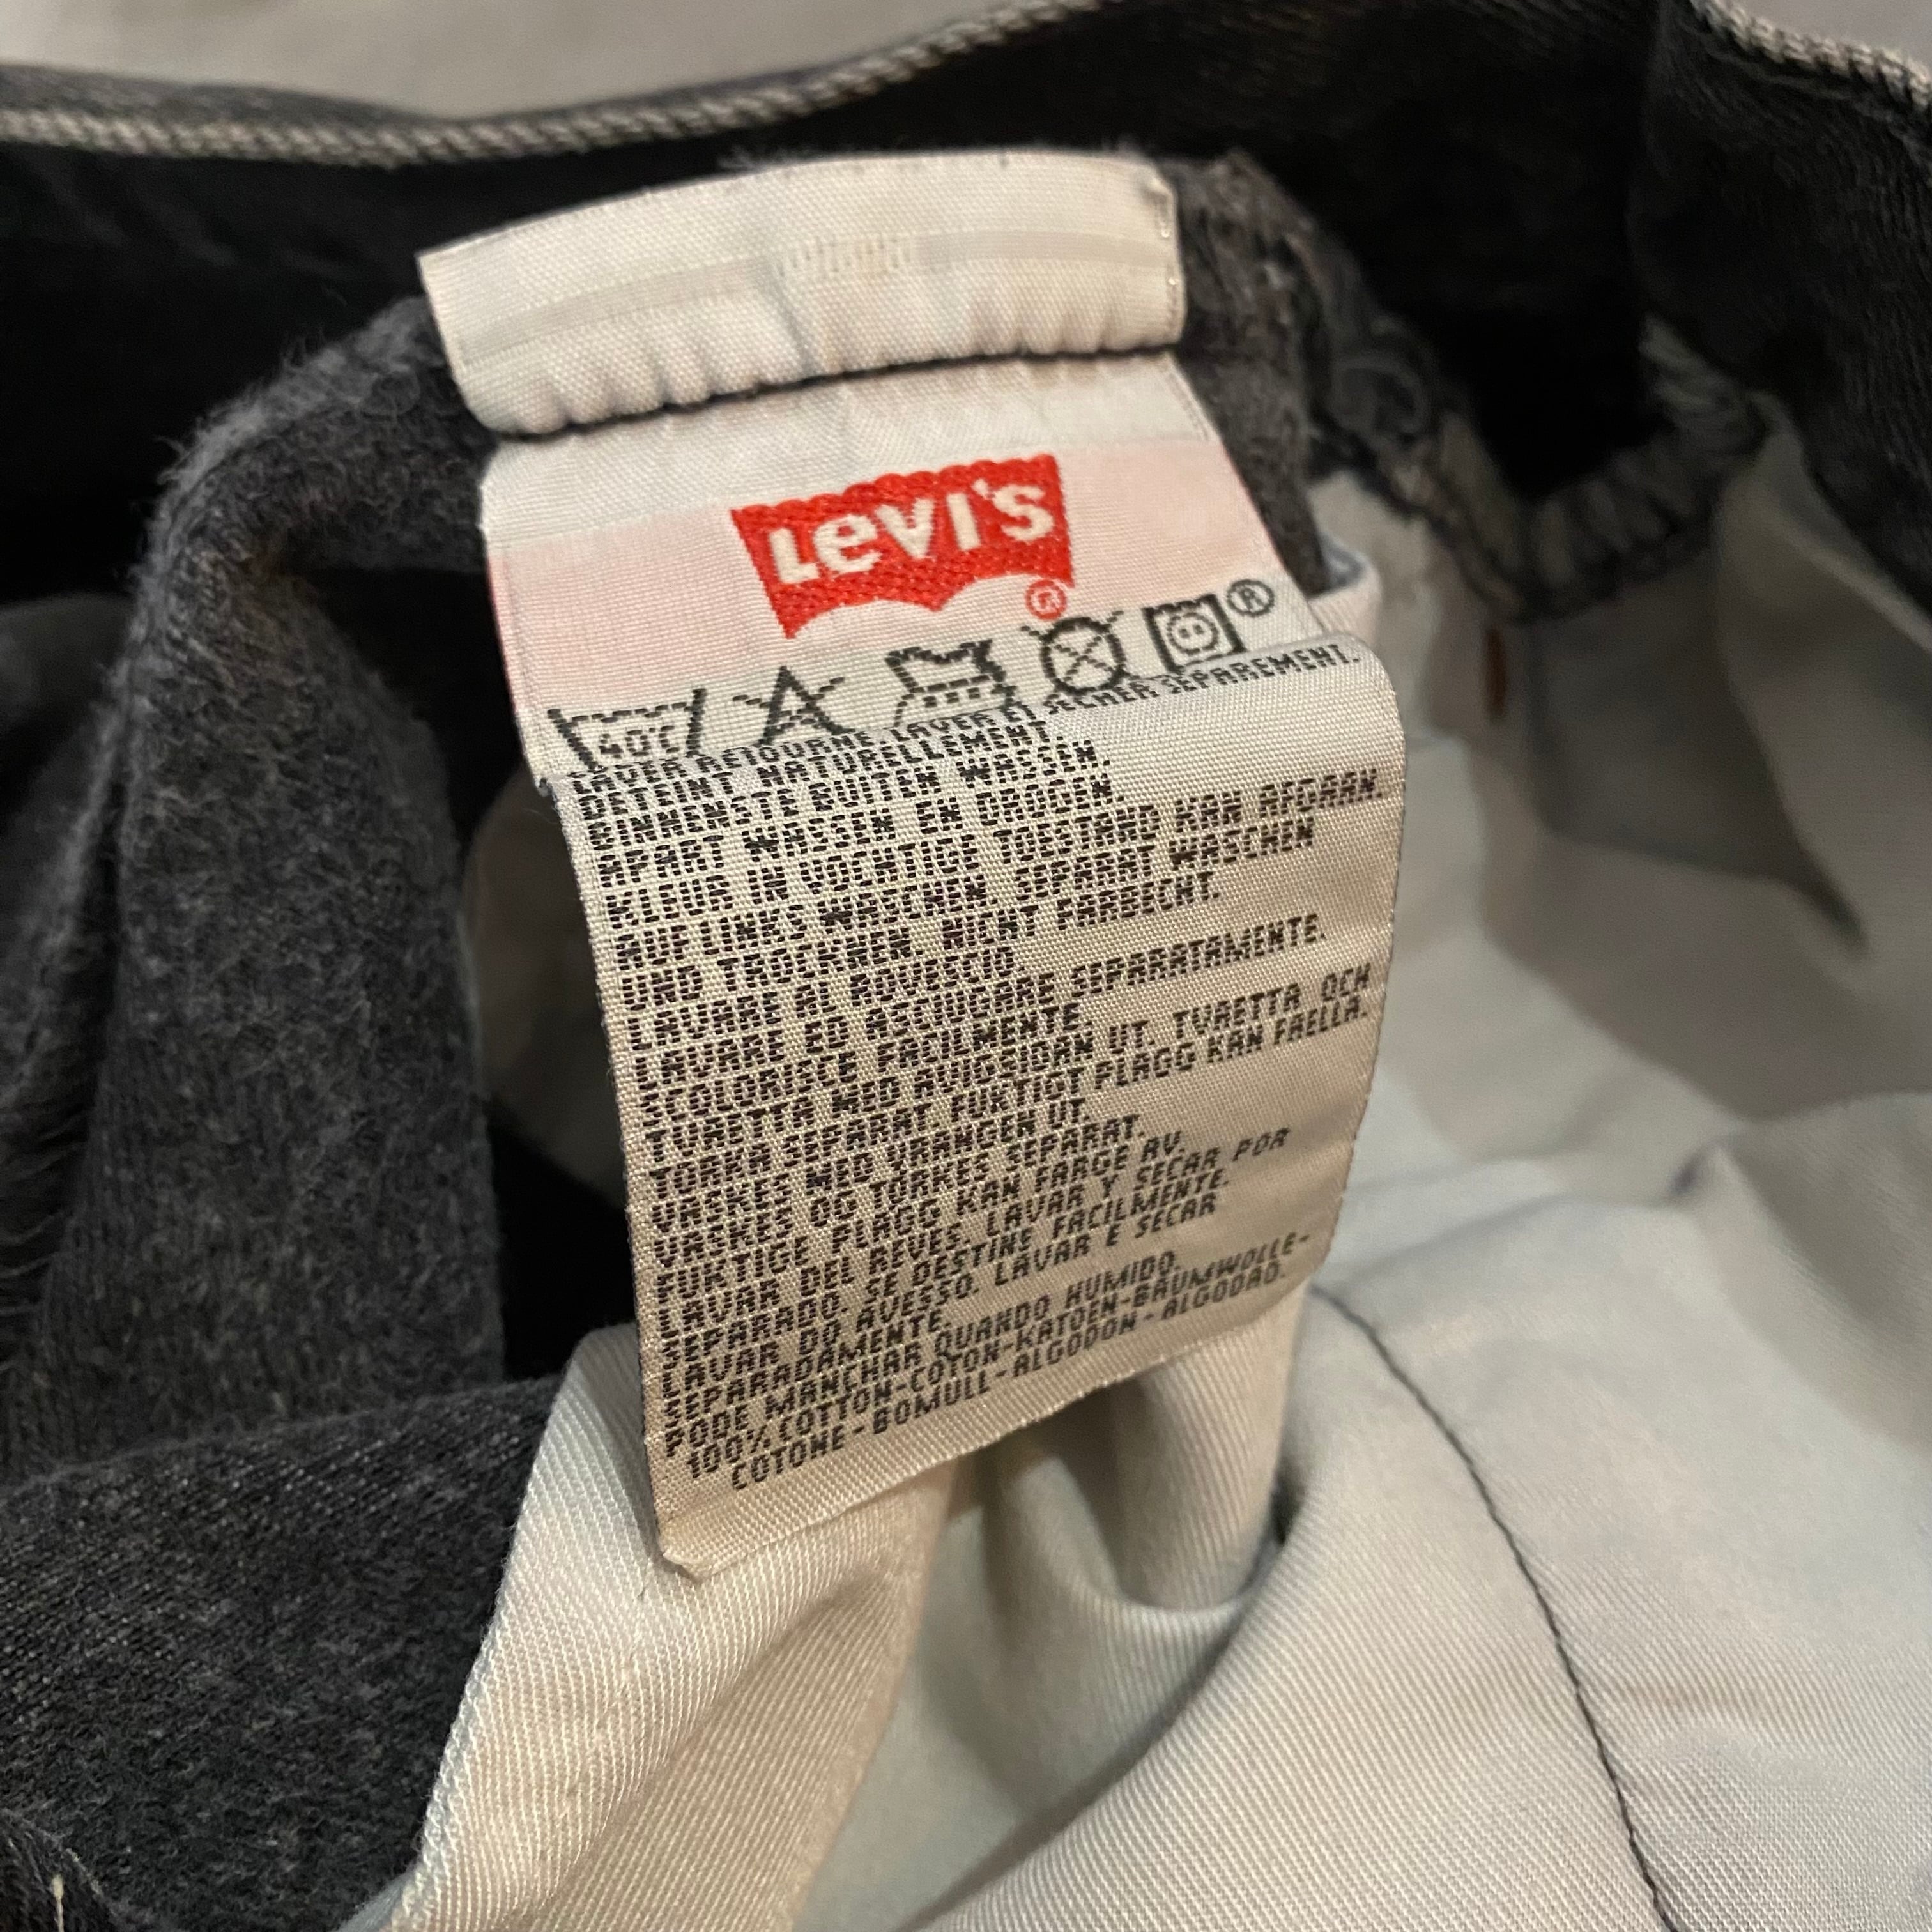 Levi's
®
®
40°C
LAVER RETOURNE. LAVER ET SECHER SEPAREMENT.
DETEINT NATURELLEMENT.
BINNENSTE BUITEN WASSEN
APART WASSEN EN DROGEN.
KLEUR IN VOCHTIGE TOESTAND KAN AFGAAN.
AUF LINKS WASCHEN SEPARAT WASCHEN
UND TROCKNEN. NICHT FARBECHT.
LAVARE AL ROVESCIO.
LAVARE ED ASCIUGARE SEPARATAMENTE.
SCOLORISCE FACILMENTE
TVAETTA MED AVIGSIDAN UT. TVAETTA OCH
TORKA SEPARAT FUKTIGT PLAGG KAN FAELLA.
VASKES MED VRANGEN UT.
VASKES OG TORKES SEPARAT.
FUKTIGE PLAGG KAN FARGE AV.
LAVAR DEL REVES. LAVAR Y SECAR POR
SEPARADO. SE DESTINE FACILMENTE.
LAVAR DO AVESSO. LAVAR E SECAR
SEPARADAMENTE.
PODE MANCHAR QUANDO HUMIDO.
100% COTTON-COTON-KATOEN-BAUMWOLLE-
COTONE-BOMULL-ALGODON-ALGODAO.